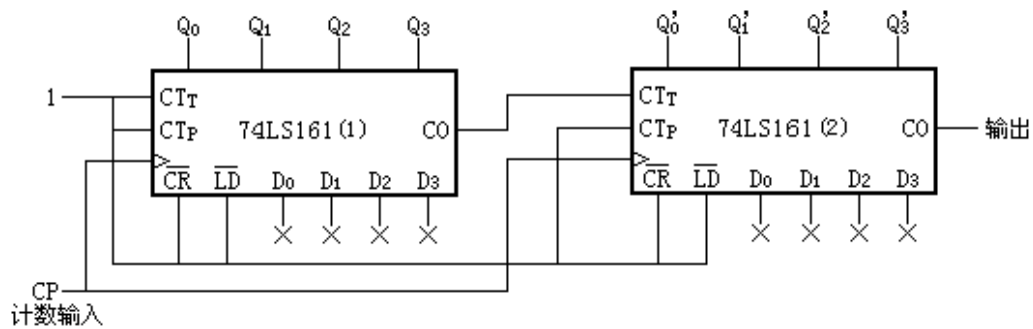 Q₀ Q₁ Q₂ Q₃ Q₀' Q₁' Q₂' Q₃'
1 CTT CTT
CTP 74LS161(1) CO CTP 74LS161(2) CO 输出
CR LD D₀ D₁ D₂ D₃ CR LD D₀ D₁ D₂ D₃
CP
计数输入